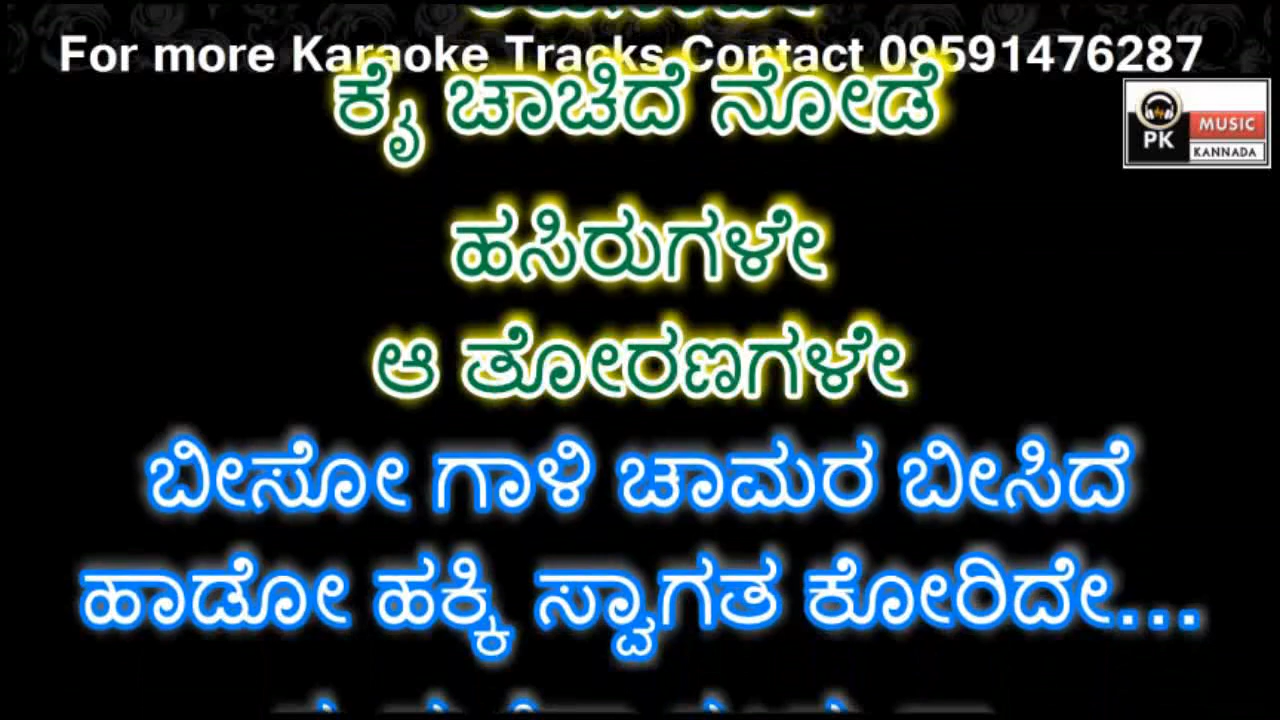 For more Karaoke Tracks Contact 09591476287
ಕೈ ಚಾಚಿದೆ ನೋಡೆ
PK MUSIC
KANNADA
ಹಸಿರುಗಳೇ
ಆ ತೋರಣಗಳೇ
ಬೀಸೋ ಗಾಳಿ ಚಾಮರ ಬೀಸಿದೆ
ಹಾಡೋ ಹಕ್ಕಿ ಸ್ವಾಗತ ಕೋರಿದೇ...